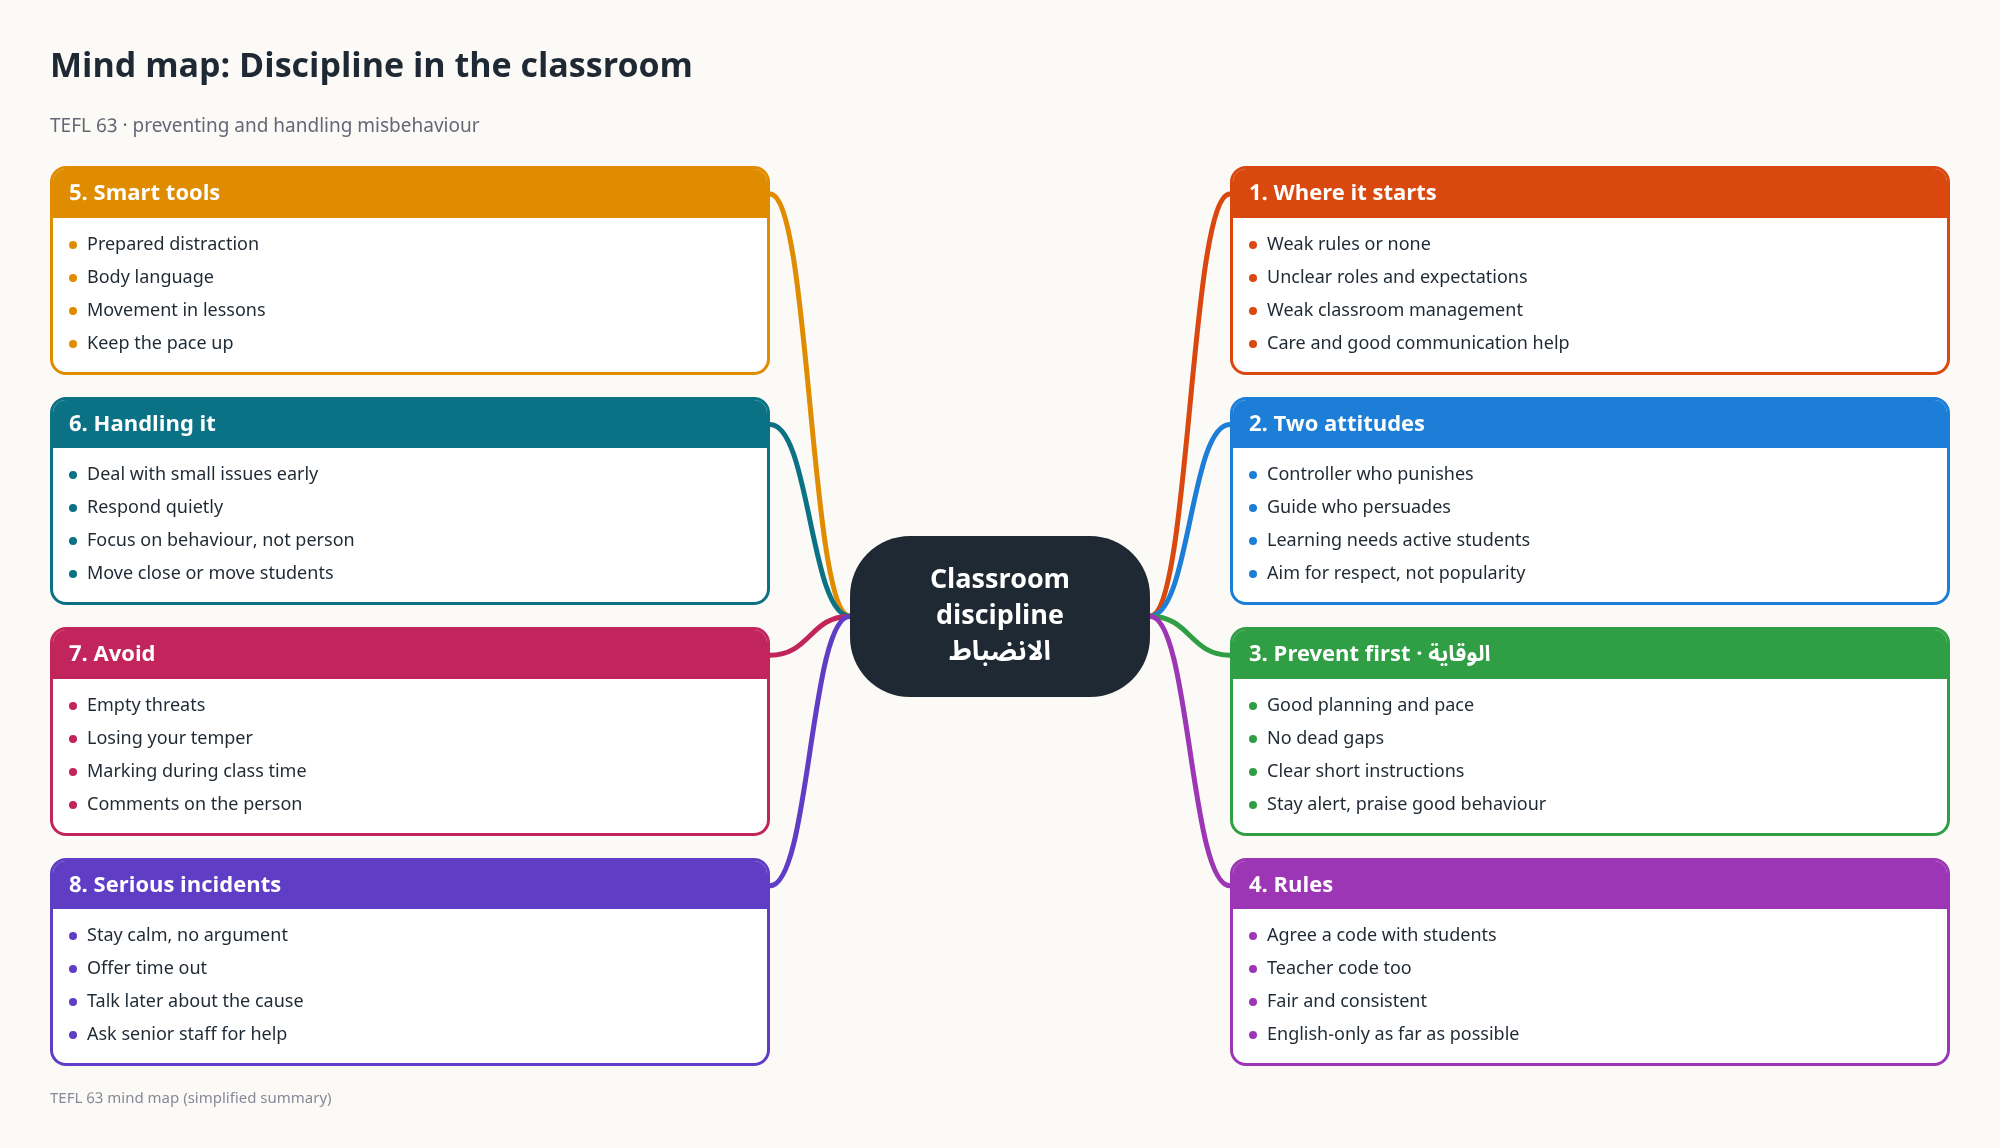 Mind map: Discipline in the classroom
TEFL 63 · preventing and handling misbehaviour
5. Smart tools
Prepared distraction
Body language
Movement in lessons
Keep the pace up
6. Handling it
Deal with small issues early
Respond quietly
Focus on behaviour, not person
Move close or move students
7. Avoid
Empty threats
Losing your temper
Marking during class time
Comments on the person
8. Serious incidents
Stay calm, no argument
Offer time out
Talk later about the cause
Ask senior staff for help
Classroom
discipline
الانضباط
1. Where it starts
Weak rules or none
Unclear roles and expectations
Weak classroom management
Care and good communication help
2. Two attitudes
Controller who punishes
Guide who persuades
Learning needs active students
Aim for respect, not popularity
3. Prevent first · الوقاية
Good planning and pace
No dead gaps
Clear short instructions
Stay alert, praise good behaviour
4. Rules
Agree a code with students
Teacher code too
Fair and consistent
English-only as far as possible
TEFL 63 mind map (simplified summary)